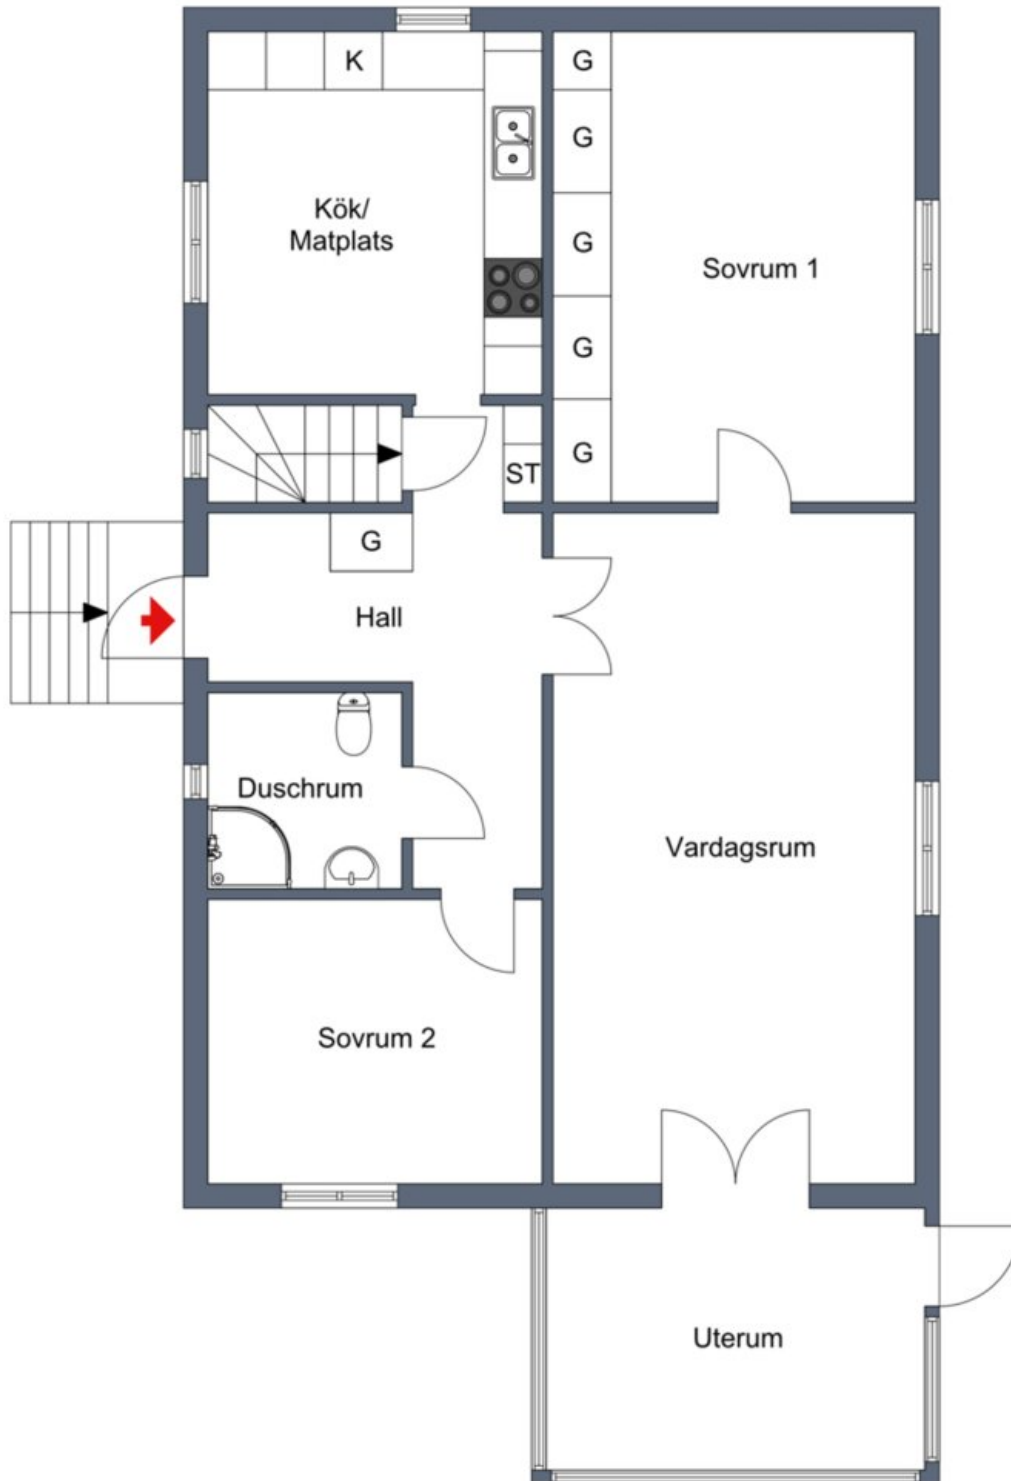 K
G
G
Kök/
Matplats
G
Sovrum 1
G
G
ST
G
Hall
Duschrum
Vardagsrum
Sovrum 2
Uterum